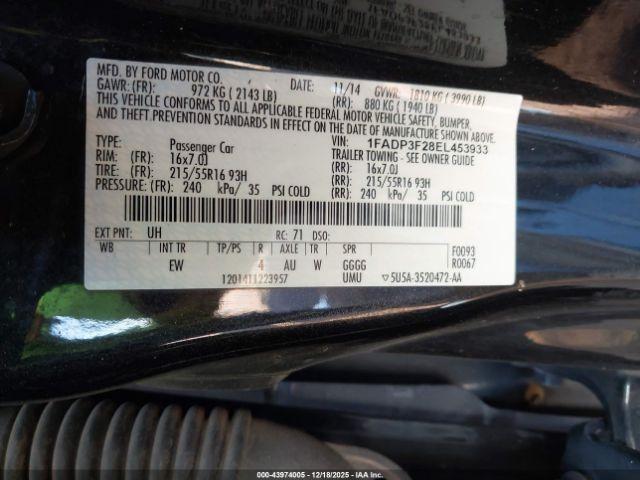 MFD. BY FORD MOTOR CO. DATE: 11/14 GVWR: 1810 KG ( 3990 LB)
GAWR: (FR): 972 KG ( 2143 LB) (RR): 880 KG ( 1940 LB)
THIS VEHICLE CONFORMS TO ALL APPLICABLE FEDERAL MOTOR VEHICLE SAFETY, BUMPER,
AND THEFT PREVENTION STANDARDS IN EFFECT ON THE DATE OF MANUFACTURE SHOWN ABOVE.
VIN: 1FADP3F28EL453933
TYPE: Passenger Car TRAILER TOWING - SEE OWNER GUIDE
RIM: (FR): 16x7.0J (RR): 16x7.0J
TIRE: (FR): 215/55R16 93H (RR): 215/55R16 93H
PRESSURE: (FR): 240 kPa/ 35 PSI COLD (RR): 240 kPa/ 35 PSI COLD
EXT PNT: UH RC: 71 DSO: F0093
WB INT TR TP/PS R AXLE TR SPR R0067
EW 4 AU W GGGG
1201411223957 UMU ▽5U5A-3520472-AA
IAA - 43974005 | 12/18/2025 - IAAI.COM